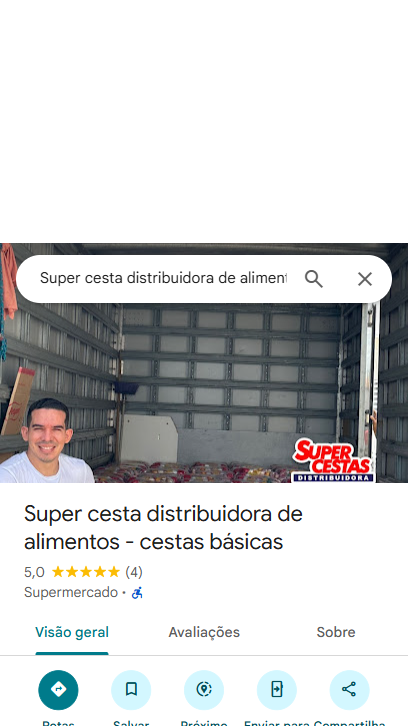 Super cesta distribuidora de aliment
SUPER
CESTAS
DISTRIBUIDORA
Super cesta distribuidora de
alimentos - cestas básicas
5,0 ★★★★★ (4)
Supermercado ·
Visão geral Avaliações Sobre
Rotas Salvar Próximo Enviar para Compartilha